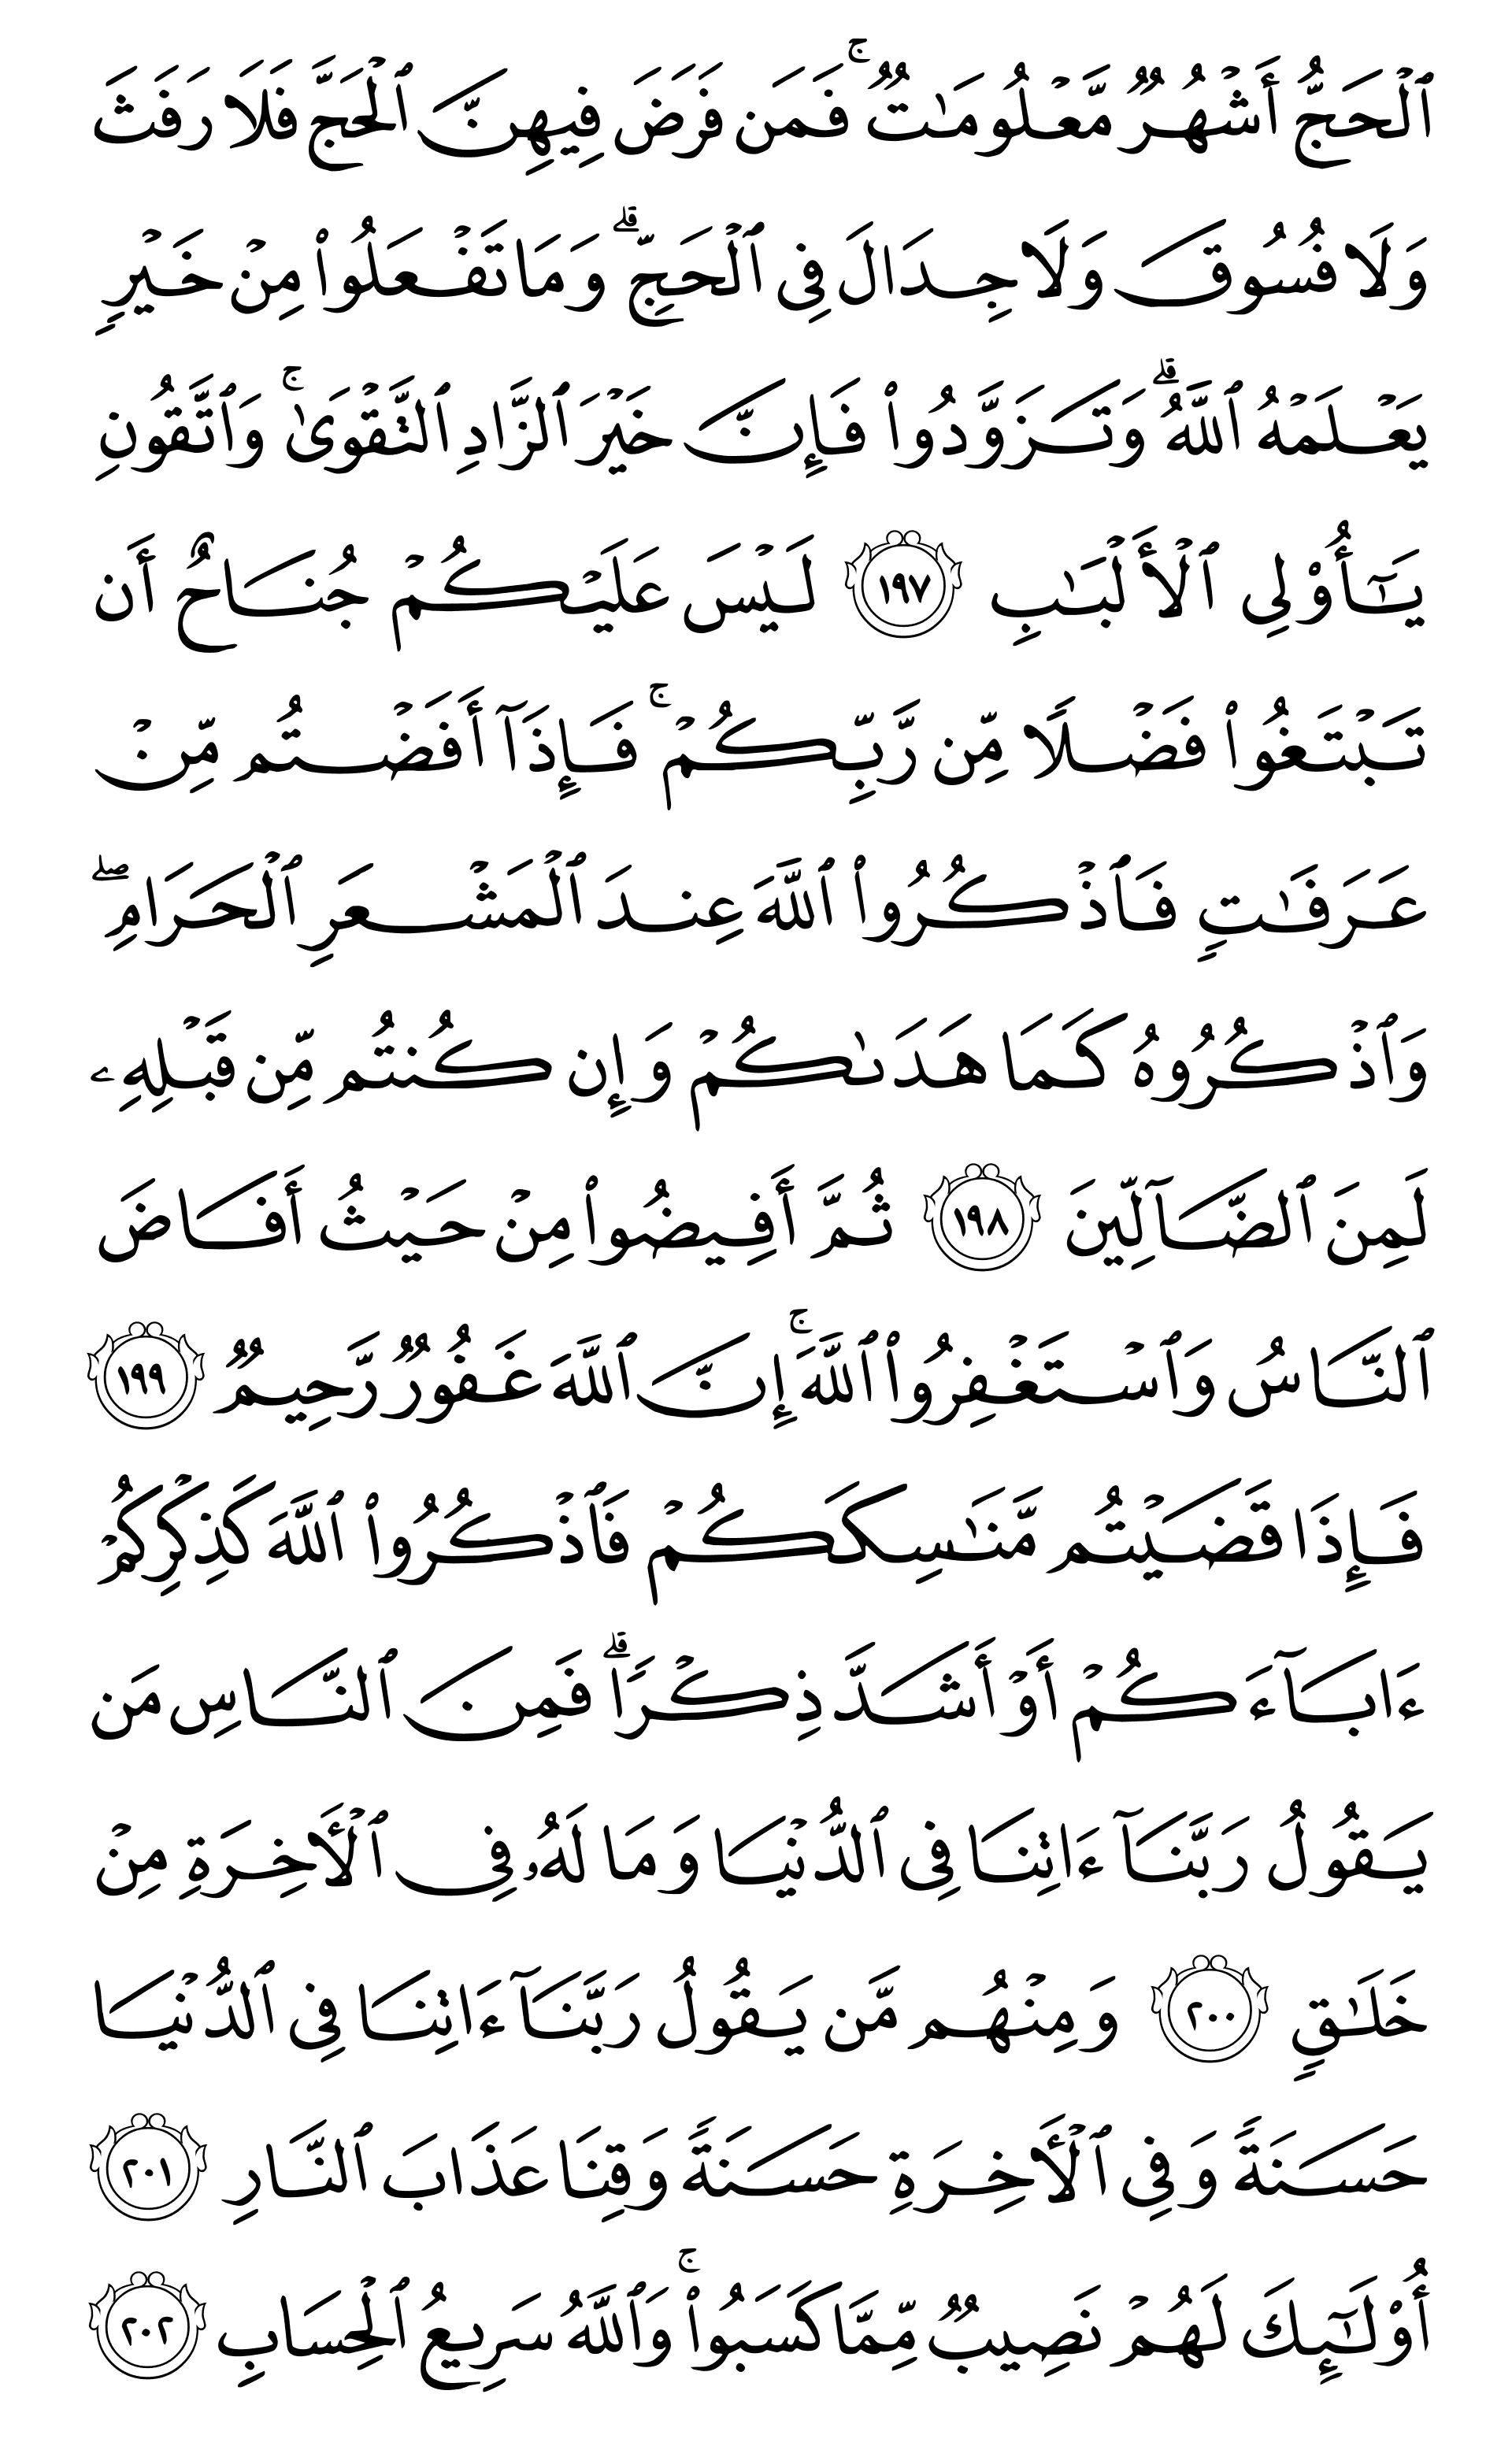 ٱلۡحَجُّ أَشۡهُرٞ مَّعۡلُومَٰتٞۚ فَمَن فَرَضَ فِيهِنَّ ٱلۡحَجَّ فَلَا رَفَثَ
وَلَا فُسُوقَ وَلَا جِدَالَ فِي ٱلۡحَجِّۗ وَمَا تَفۡعَلُواْ مِنۡ خَيۡرٖ
يَعۡلَمۡهُ ٱللَّهُۗ وَتَزَوَّدُواْ فَإِنَّ خَيۡرَ ٱلزَّادِ ٱلتَّقۡوَىٰۚ وَٱتَّقُونِ
يَٰٓأُوْلِي ٱلۡأَلۡبَٰبِ ١٩٧ لَيۡسَ عَلَيۡكُمۡ جُنَاحٌ أَن
تَبۡتَغُواْ فَضۡلٗا مِّن رَّبِّكُمۡۚ فَإِذَآ أَفَضۡتُم مِّنۡ
عَرَفَٰتٖ فَٱذۡكُرُواْ ٱللَّهَ عِندَ ٱلۡمَشۡعَرِ ٱلۡحَرَامِۖ
وَٱذۡكُرُوهُ كَمَا هَدَىٰكُمۡ وَإِن كُنتُم مِّن قَبۡلِهِۦ
لَمِنَ ٱلضَّآلِّينَ ١٩٨ ثُمَّ أَفِيضُواْ مِنۡ حَيۡثُ أَفَاضَ
ٱلنَّاسُ وَٱسۡتَغۡفِرُواْ ٱللَّهَۚ إِنَّ ٱللَّهَ غَفُورٞ رَّحِيمٞ ١٩٩
فَإِذَا قَضَيۡتُم مَّنَٰسِكَكُمۡ فَٱذۡكُرُواْ ٱللَّهَ كَذِكۡرِكُمۡ
ءَابَآءَكُمۡ أَوۡ أَشَدَّ ذِكۡرٗاۗ فَمِنَ ٱلنَّاسِ مَن
يَقُولُ رَبَّنَآ ءَاتِنَا فِي ٱلدُّنۡيَا وَمَا لَهُۥ فِي ٱلۡأٓخِرَةِ مِنۡ
خَلَٰقٖ ٢٠٠ وَمِنۡهُم مَّن يَقُولُ رَبَّنَآ ءَاتِنَا فِي ٱلدُّنۡيَا
حَسَنَةٗ وَفِي ٱلۡأٓخِرَةِ حَسَنَةٗ وَقِنَا عَذَابَ ٱلنَّارِ ٢٠١
أُوْلَٰٓئِكَ لَهُمۡ نَصِيبٞ مِّمَّا كَسَبُواْۚ وَٱللَّهُ سَرِيعُ ٱلۡحِسَابِ ٢٠٢